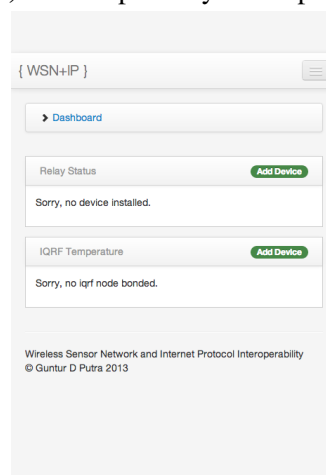 { WSN+IP }
Dashboard
Relay Status
Add Device
Sorry, no device installed.
IQRF Temperature
Add Device
Sorry, no iqrf node bonded.
Wireless Sensor Network and Internet Protocol Interoperability
© Guntur D Putra 2013